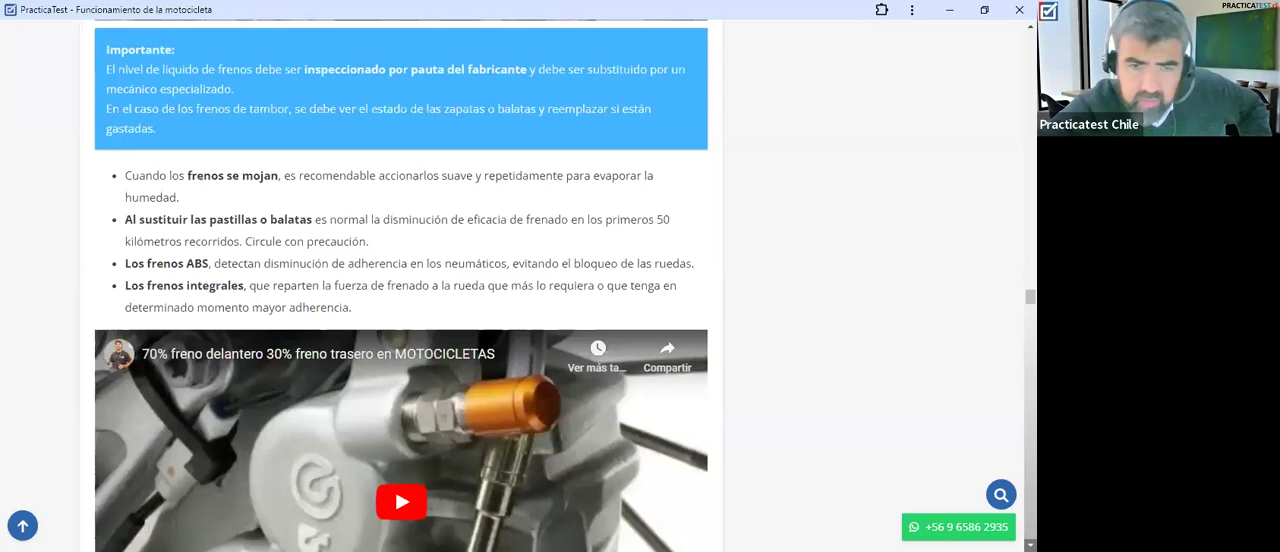 PracticaTest - Funcionamiento de la motocicleta
PRACTICATEST
Importante:
El nivel de líquido de frenos debe ser inspeccionado por pauta del fabricante y debe ser substituido por un
mecánico especializado.
En el caso de los frenos de tambor, se debe ver el estado de las zapatas o balatas y reemplazar si están
gastadas.
Practicatest Chile
• Cuando los frenos se mojan, es recomendable accionarlos suave y repetidamente para evaporar la
humedad.
• Al sustituir las pastillas o balatas es normal la disminución de eficacia de frenado en los primeros 50
kilómetros recorridos. Circule con precaución.
• Los frenos ABS, detectan disminución de adherencia en los neumáticos, evitando el bloqueo de las ruedas.
• Los frenos integrales, que reparten la fuerza de frenado a la rueda que más lo requiera o que tenga en
determinado momento mayor adherencia.
70% freno delantero 30% freno trasero en MOTOCICLETAS
Ver más ta...
Compartir
+56 9 6586 2935